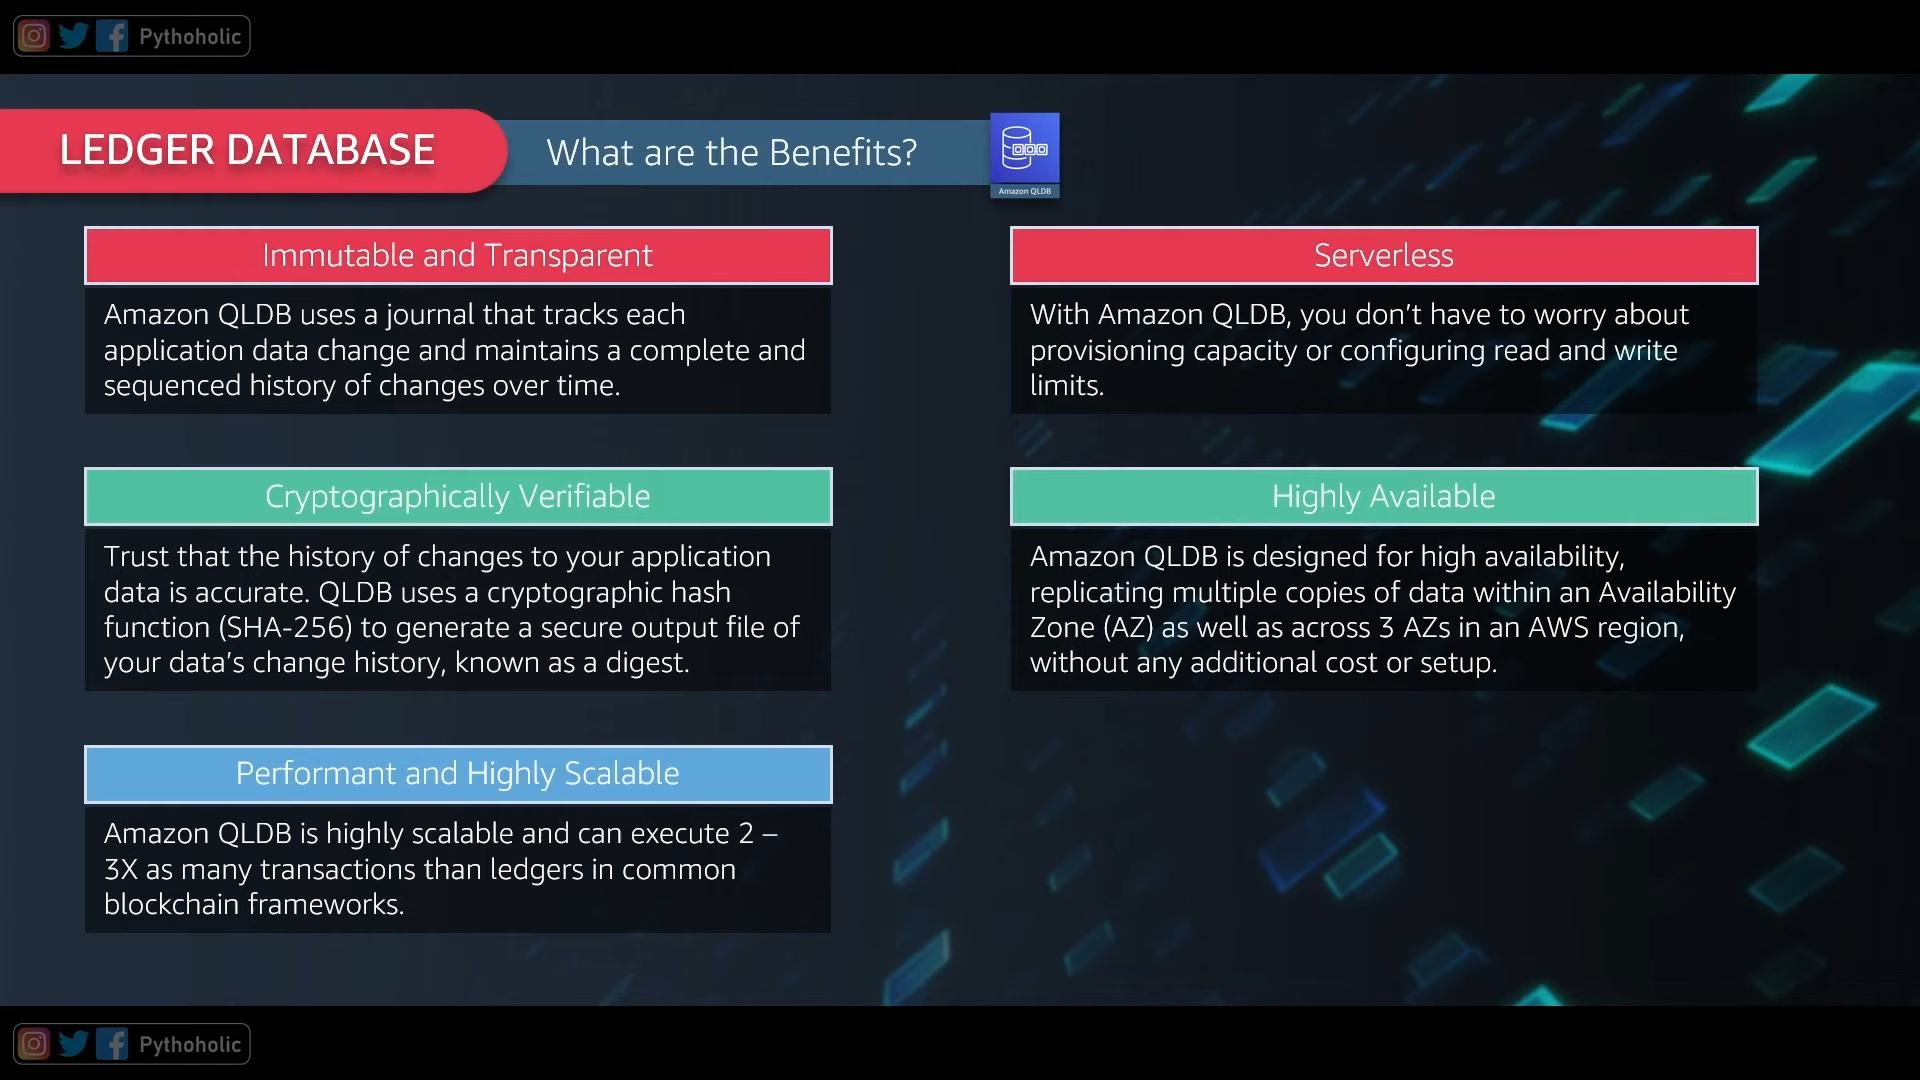 Pythoholic
LEDGER DATABASE
What are the Benefits?
Amazon QLDB
Immutable and Transparent
Amazon QLDB uses a journal that tracks each
application data change and maintains a complete and
sequenced history of changes over time.
Serverless
With Amazon QLDB, you don’t have to worry about
provisioning capacity or configuring read and write
limits.
Cryptographically Verifiable
Trust that the history of changes to your application
data is accurate. QLDB uses a cryptographic hash
function (SHA-256) to generate a secure output file of
your data’s change history, known as a digest.
Highly Available
Amazon QLDB is designed for high availability,
replicating multiple copies of data within an Availability
Zone (AZ) as well as across 3 AZs in an AWS region,
without any additional cost or setup.
Performant and Highly Scalable
Amazon QLDB is highly scalable and can execute 2 –
3X as many transactions than ledgers in common
blockchain frameworks.
Pythoholic